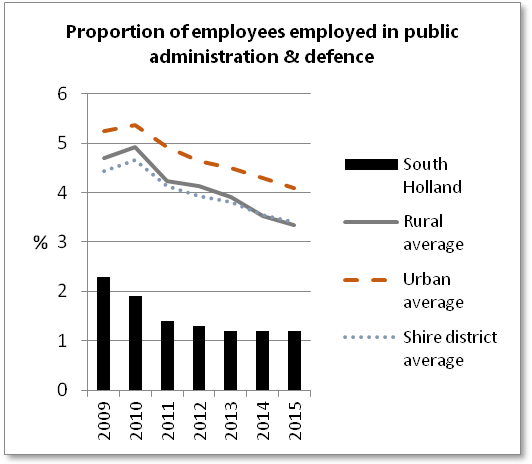 Proportion of employees employed in public
administration & defence
6
5
4
3
2
1
0
%
2009
2010
2011
2012
2013
2014
2015
South
Holland
Rural
average
Urban
average
Shire district
average